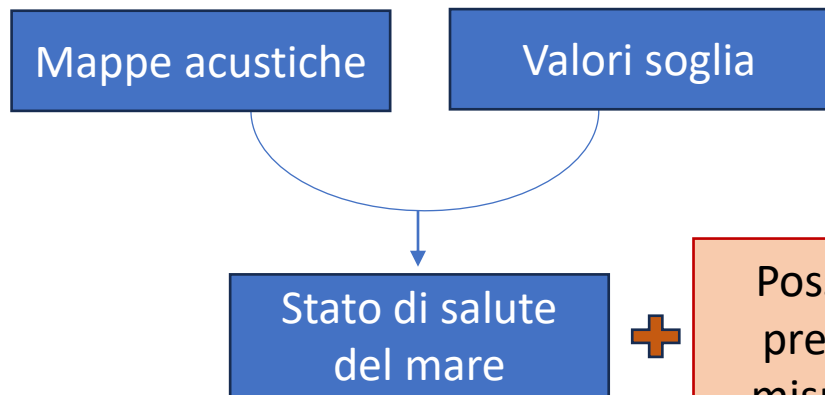 Mappe acustiche
Valori soglia
Stato di salute
del mare